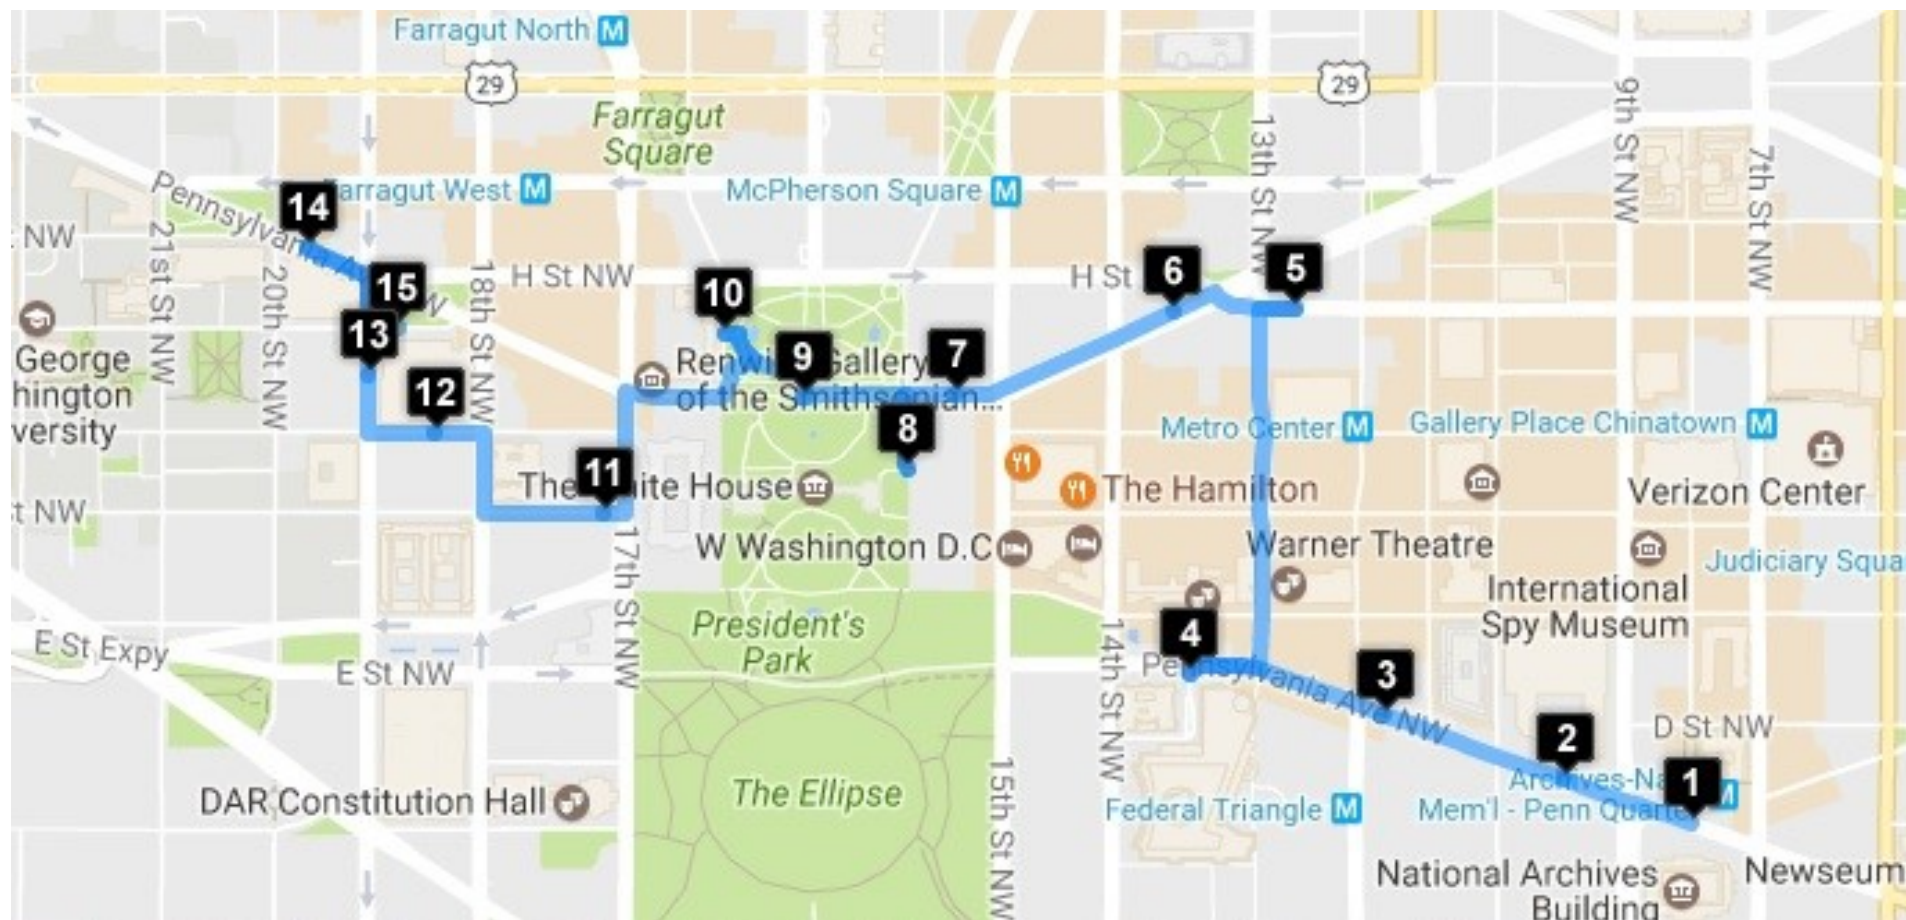 Farragut North M
29
29
Farragut
Square
9th St NW
13th St NW
7th St NW
Pennsylvania Ave NW
14
Farragut West M
McPherson Square M
NW
21st St NW
20th St NW
18th St NW
15
H St NW
10
H St
6
5
13
George
hington
versity
12
Renwick Gallery
of the Smithsonian...
9
7
8
Metro Center M
Gallery Place Chinatown M
11
The White House
The Hamilton
Verizon Center
t NW
W Washington D.C
Warner Theatre
Judiciary Squa
International
Spy Museum
17th St NW
President's
Park
14th St NW
4
E St Expy
E St NW
Pennsylvania Ave NW
3
2
D St NW
1
DAR Constitution Hall
The Ellipse
15th St NW
Federal Triangle M
Archives-Na
Mem'l - Penn Quarte
M
National Archives
Building
Newseum